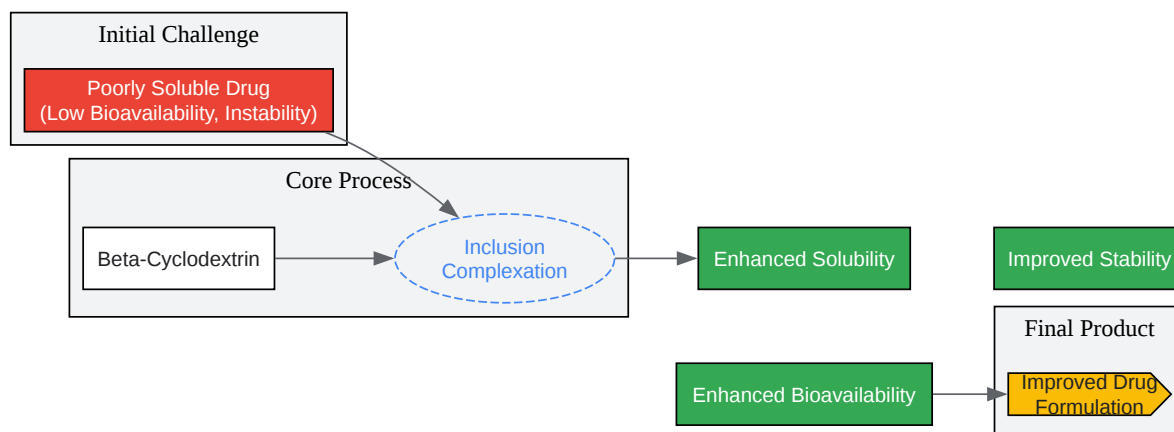 Initial Challenge
Poorly Soluble Drug
(Low Bioavailability, Instability)
Core Process
Beta-Cyclodextrin
Inclusion
Complexation
Enhanced Solubility
Improved Stability
Final Product
Enhanced Bioavailability
Improved Drug
Formulation